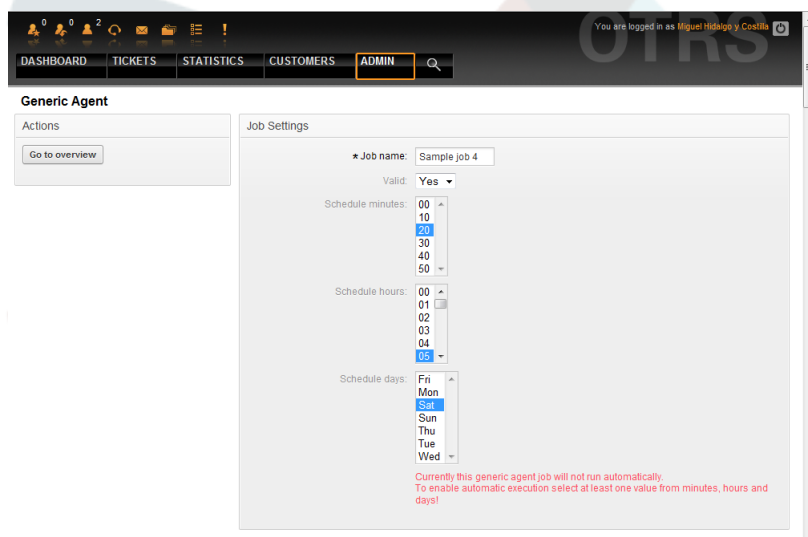 0 0 2
You are logged in as Miguel Hidalgo y Costilla
OTRS
DASHBOARD TICKETS STATISTICS CUSTOMERS ADMIN
Generic Agent
Actions
Go to overview
Job Settings
★ Job name: Sample job 4
Valid: Yes
Schedule minutes: 00
10
20
30
40
50
Schedule hours: 00
01
02
03
04
05
Schedule days: Fri
Mon
Sat
Sun
Thu
Tue
Wed
Currently this generic agent job will not run automatically.
To enable automatic execution select at least one value from minutes, hours and
days!